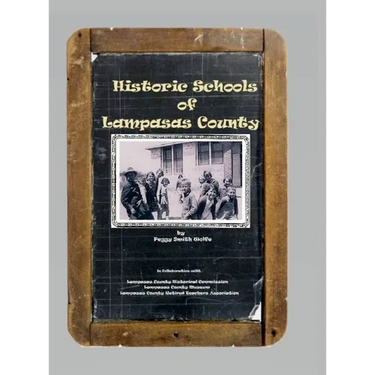 Historic Schools
of
Lampasas County
by
Peggy Smith Wolfe
In Collaboration with
Lampasas County Historical Commission
Lampasas County Museum
Lampasas County Retired Teachers Association